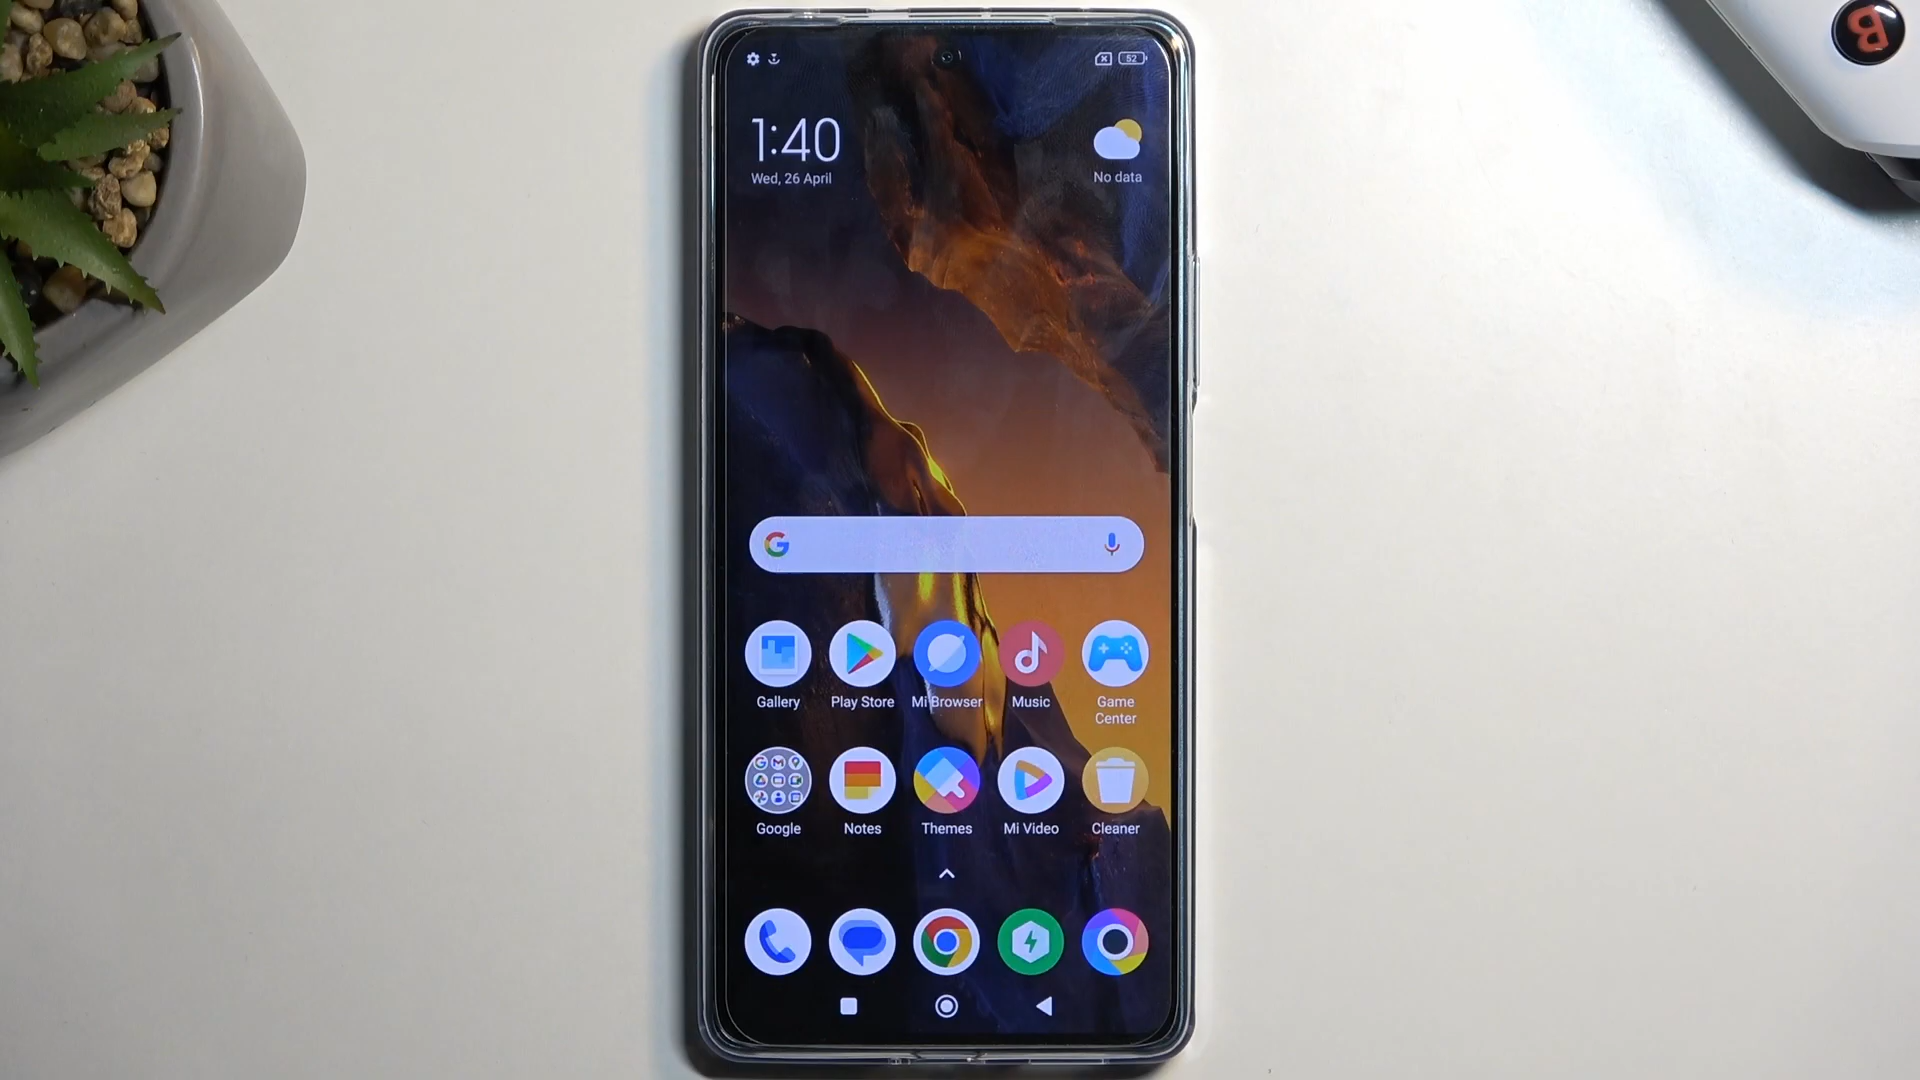 52
1:40
Wed, 26 April
No data
G
Gallery
Play Store
Mi Browser
Music
Game
Center
Google
Notes
Themes
Mi Video
Cleaner
B